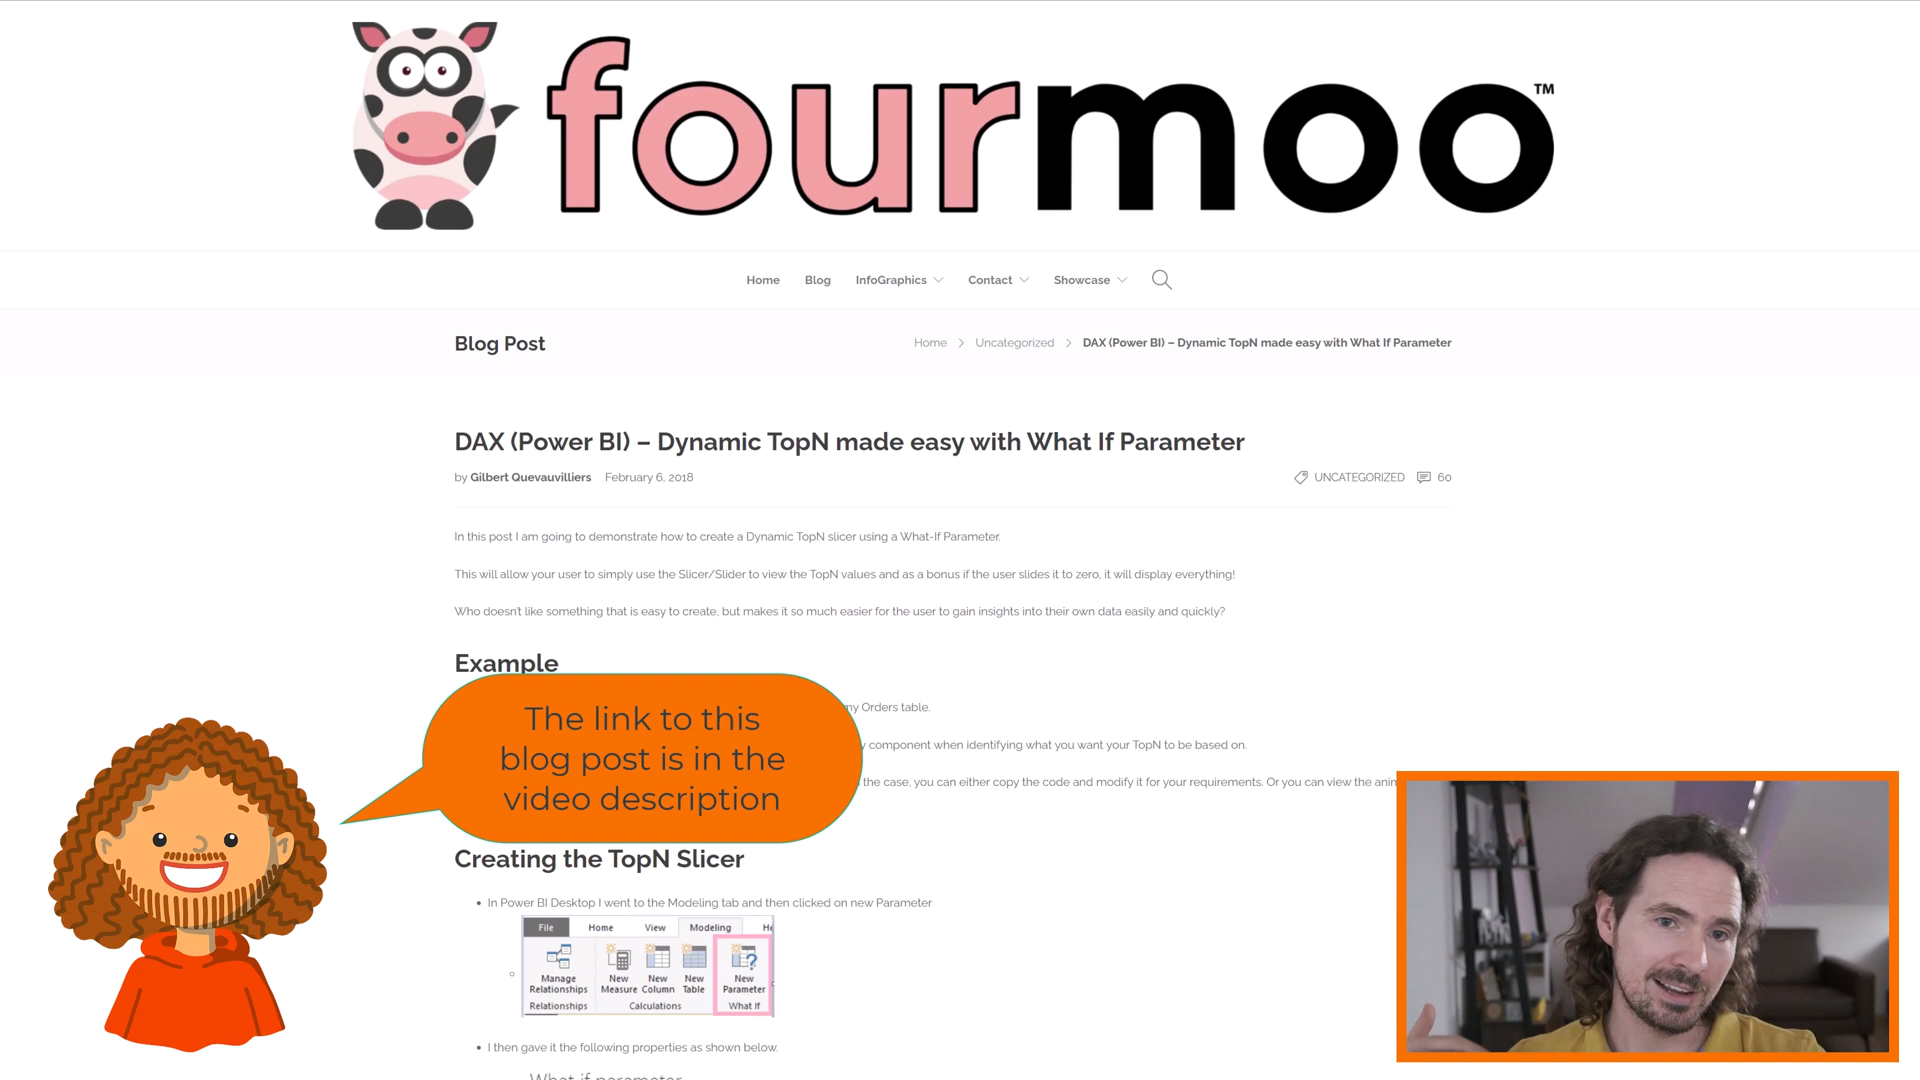 fourmoo™
Home Blog InfoGraphics Contact Showcase
Blog Post
Home > Uncategorized > DAX (Power BI) – Dynamic TopN made easy with What If Parameter
DAX (Power BI) – Dynamic TopN made easy with What If Parameter
by Gilbert Quevauvilliers February 6, 2018
UNCATEGORIZED 60
In this post I am going to demonstrate how to create a Dynamic TopN slicer using a What-If Parameter.
This will allow your user to simply use the Slicer/Slider to view the TopN values and as a bonus if the user slides it to zero, it will display everything!
Who doesn't like something that is easy to create, but makes it so much easier for the user to gain insights into their own data easily and quickly?
Example
my Orders table.
component when identifying what you want your TopN to be based on.
the case, you can either copy the code and modify it for your requirements. Or you can view the
The link to this
blog post is in the
video description
Creating the TopN Slicer
• In Power BI Desktop I went to the Modeling tab and then clicked on new Parameter
File Home View Modeling He
Manage Relationships
New Measure
New Column
New Table
New Parameter
Relationships Calculations What If
• I then gave it the following properties as shown below.
What if parameter